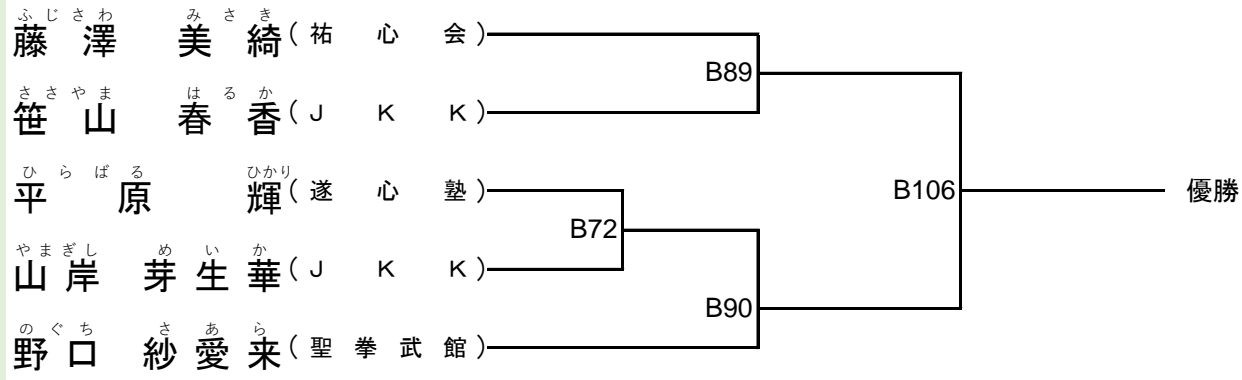 ふじさわ みさき
藤澤 美綺(祐心会)
B89
ささやま はるか
笹山 春香(JKK)
ひらばる ひかり
平原 輝(遂心塾)
B106 優勝
B72
やまぎし めいか
山岸 芽生華(JKK)
B90
のぐち さあら
野口 紗愛来(聖拳武館)